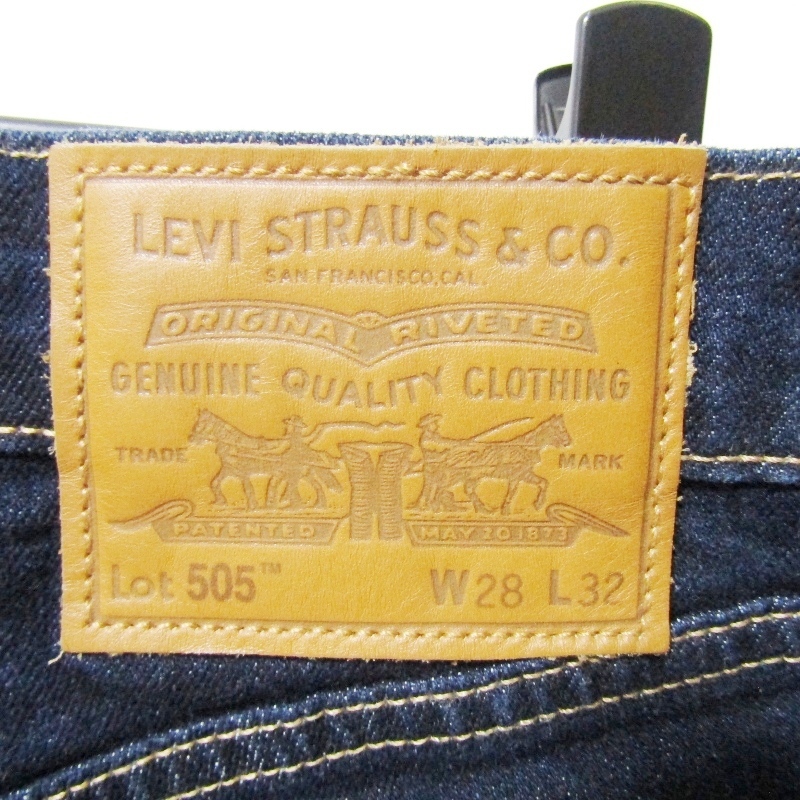 LEVI STRAUSS & CO.
SAN FRANCISCO, CAL.
ORIGINAL RIVETED
GENUINE QUALITY CLOTHING
TRADE MARK
PATENTED MAY 20 1873
Lot 505™ W28 L32